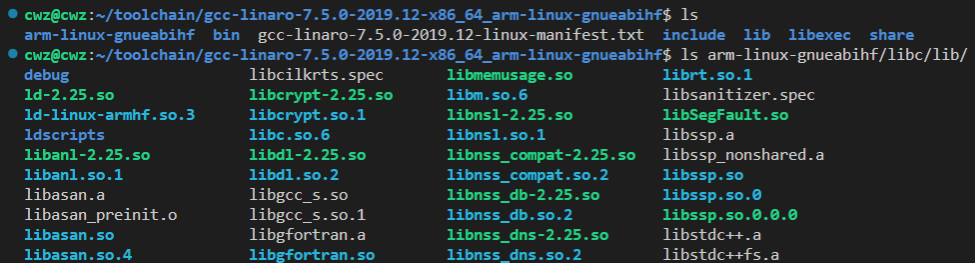 cwz@cwz:~/toolchain/gcc-linaro-7.5.0-2019.12-x86_64_arm-linux-gnueabihf$ ls
arm-linux-gnueabihf bin gcc-linaro-7.5.0-2019.12-linux-manifest.txt include lib libexec share
cwz@cwz:~/toolchain/gcc-linaro-7.5.0-2019.12-x86_64_arm-linux-gnueabihf$ ls arm-linux-gnueabihf/libc/lib/
debug libcilkrts.spec libmemusage.so librt.so.1
ld-2.25.so libcrypt-2.25.so libm.so.6 libsanitizer.spec
ld-linux-armhf.so.3 libcrypt.so.1 libnsl-2.25.so libSegFault.so
ldscripts libc.so.6 libnsl.so.1 libssp.a
libanl-2.25.so libdl-2.25.so libnss_compat-2.25.so libssp_nonshared.a
libanl.so.1 libdl.so.2 libnss_compat.so.2 libssp.so
libasan.a libgcc_s.so libnss_db-2.25.so libssp.so.0
libasan_preinit.o libgcc_s.so.1 libnss_db.so.2 libssp.so.0.0.0
libasan.so libgfortran.a libnss_dns-2.25.so libstdc++.a
libasan.so.4 libgfortran.so libnss_dns.so.2 libstdc++fs.a